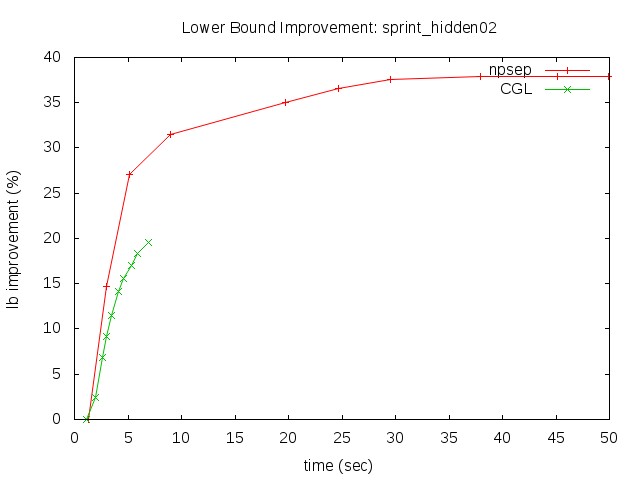 Lower Bound Improvement: sprint_hidden02
40
35
30
25
20
15
10
5
0
lb improvement (%)
npsep
CGL
0 5 10 15 20 25 30 35 40 45 50
time (sec)